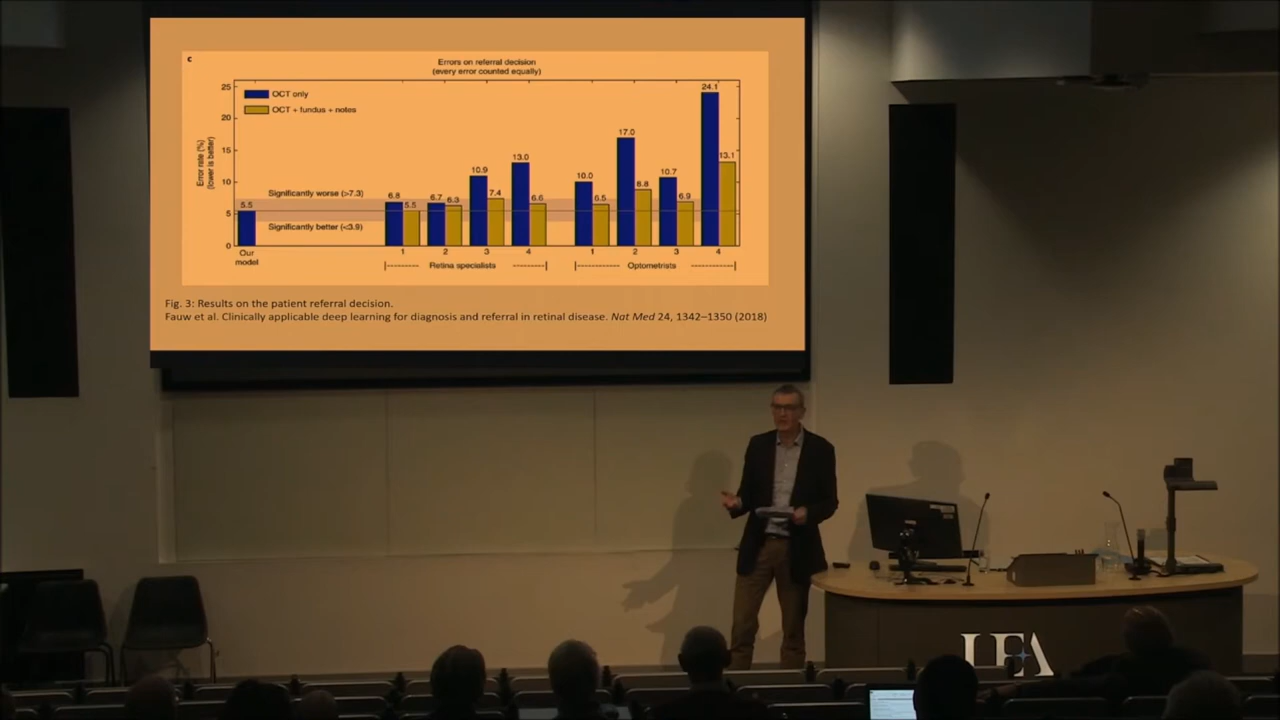 c
Errors on referral decision
(every error counted equally)
OCT only
OCT + fundus + notes
Error rate (%)
(lower is better)
25
20
15
10
5
0
Significantly worse (>7.3)
Significantly better (<3.9)
5.5
6.8
5.5
6.7
6.3
10.9
7.4
13.0
6.6
10.0
6.5
17.0
8.8
10.7
6.9
24.1
13.1
Our
model
1 2 3 4
Retina specialists
1 2 3 4
Optometrists
Fig. 3: Results on the patient referral decision.
Fauw et al. Clinically applicable deep learning for diagnosis and referral in retinal disease. Nat Med 24, 1342–1350 (2018)